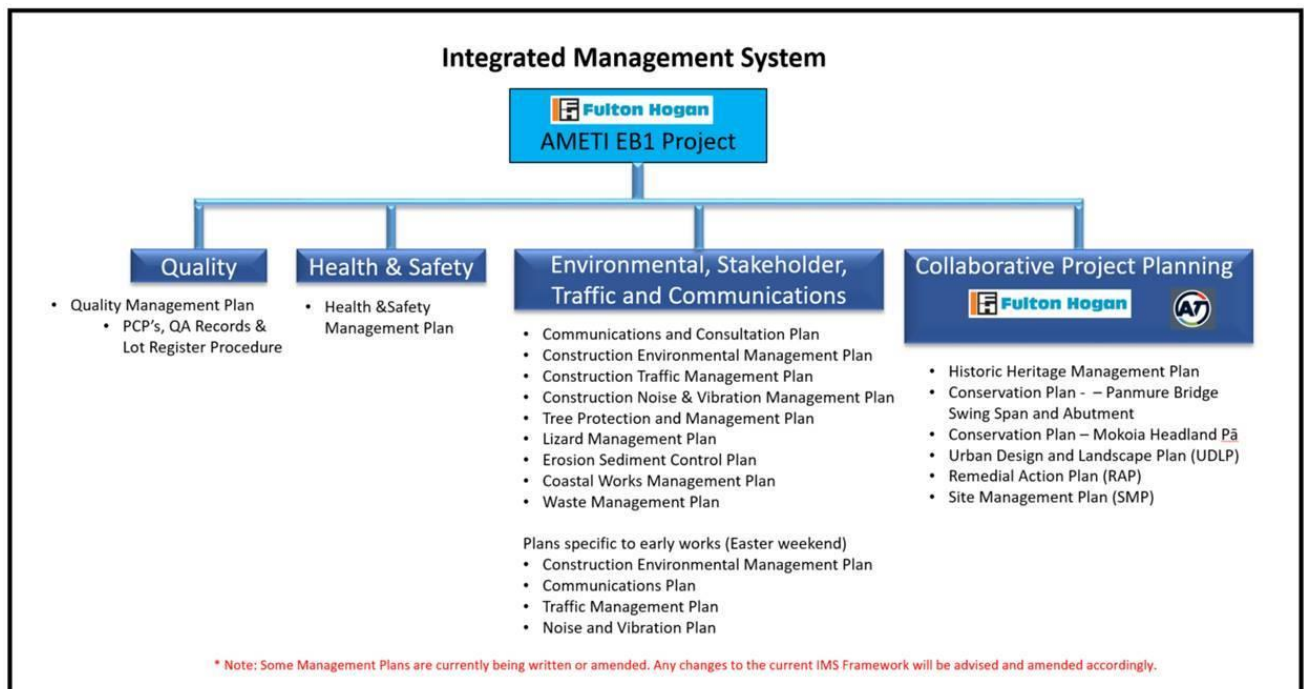 Integrated Management System
Fulton Hogan
AMETI EB1 Project
Quality
• Quality Management Plan
• PCP's, QA Records &
Lot Register Procedure
Health & Safety
• Health &Safety
Management Plan
Environmental, Stakeholder,
Traffic and Communications
• Communications and Consultation Plan
• Construction Environmental Management Plan
• Construction Traffic Management Plan
• Construction Noise & Vibration Management Plan
• Tree Protection and Management Plan
• Lizard Management Plan
• Erosion Sediment Control Plan
• Coastal Works Management Plan
• Waste Management Plan
Plans specific to early works (Easter weekend)
• Construction Environmental Management Plan
• Communications Plan
• Traffic Management Plan
• Noise and Vibration Plan
Collaborative Project Planning
Fulton Hogan
AT
• Historic Heritage Management Plan
• Conservation Plan - – Panmure Bridge
Swing Span and Abutment
• Conservation Plan – Mokoia Headland Pā
• Urban Design and Landscape Plan (UDLP)
• Remedial Action Plan (RAP)
• Site Management Plan (SMP)
* Note: Some Management Plans are currently being written or amended. Any changes to the current IMS Framework will be advised and amended accordingly.